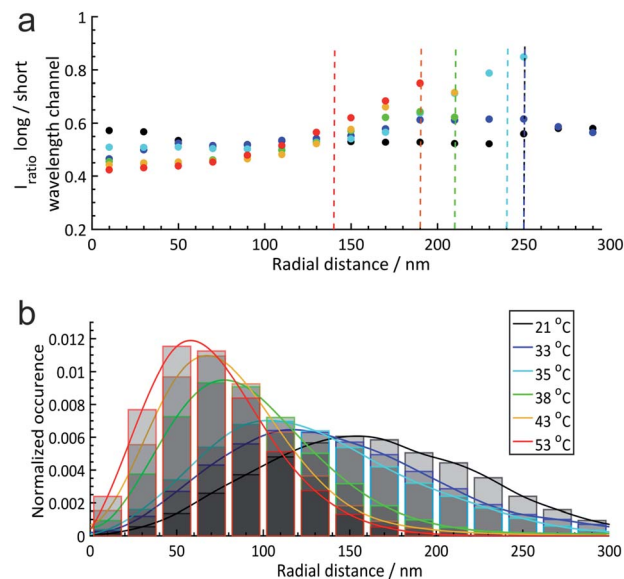 a
I ratio long / short
wavelength channel
1
0.8
0.6
0.4
0.2
0 50 100 150 200 250 300
Radial distance / nm
b
Normalized occurence
0.012
0.010
0.008
0.006
0.004
0.002
0
0 50 100 150 200 250 300
Radial distance / nm
21 °C
33 °C
35 °C
38 °C
43 °C
53 °C